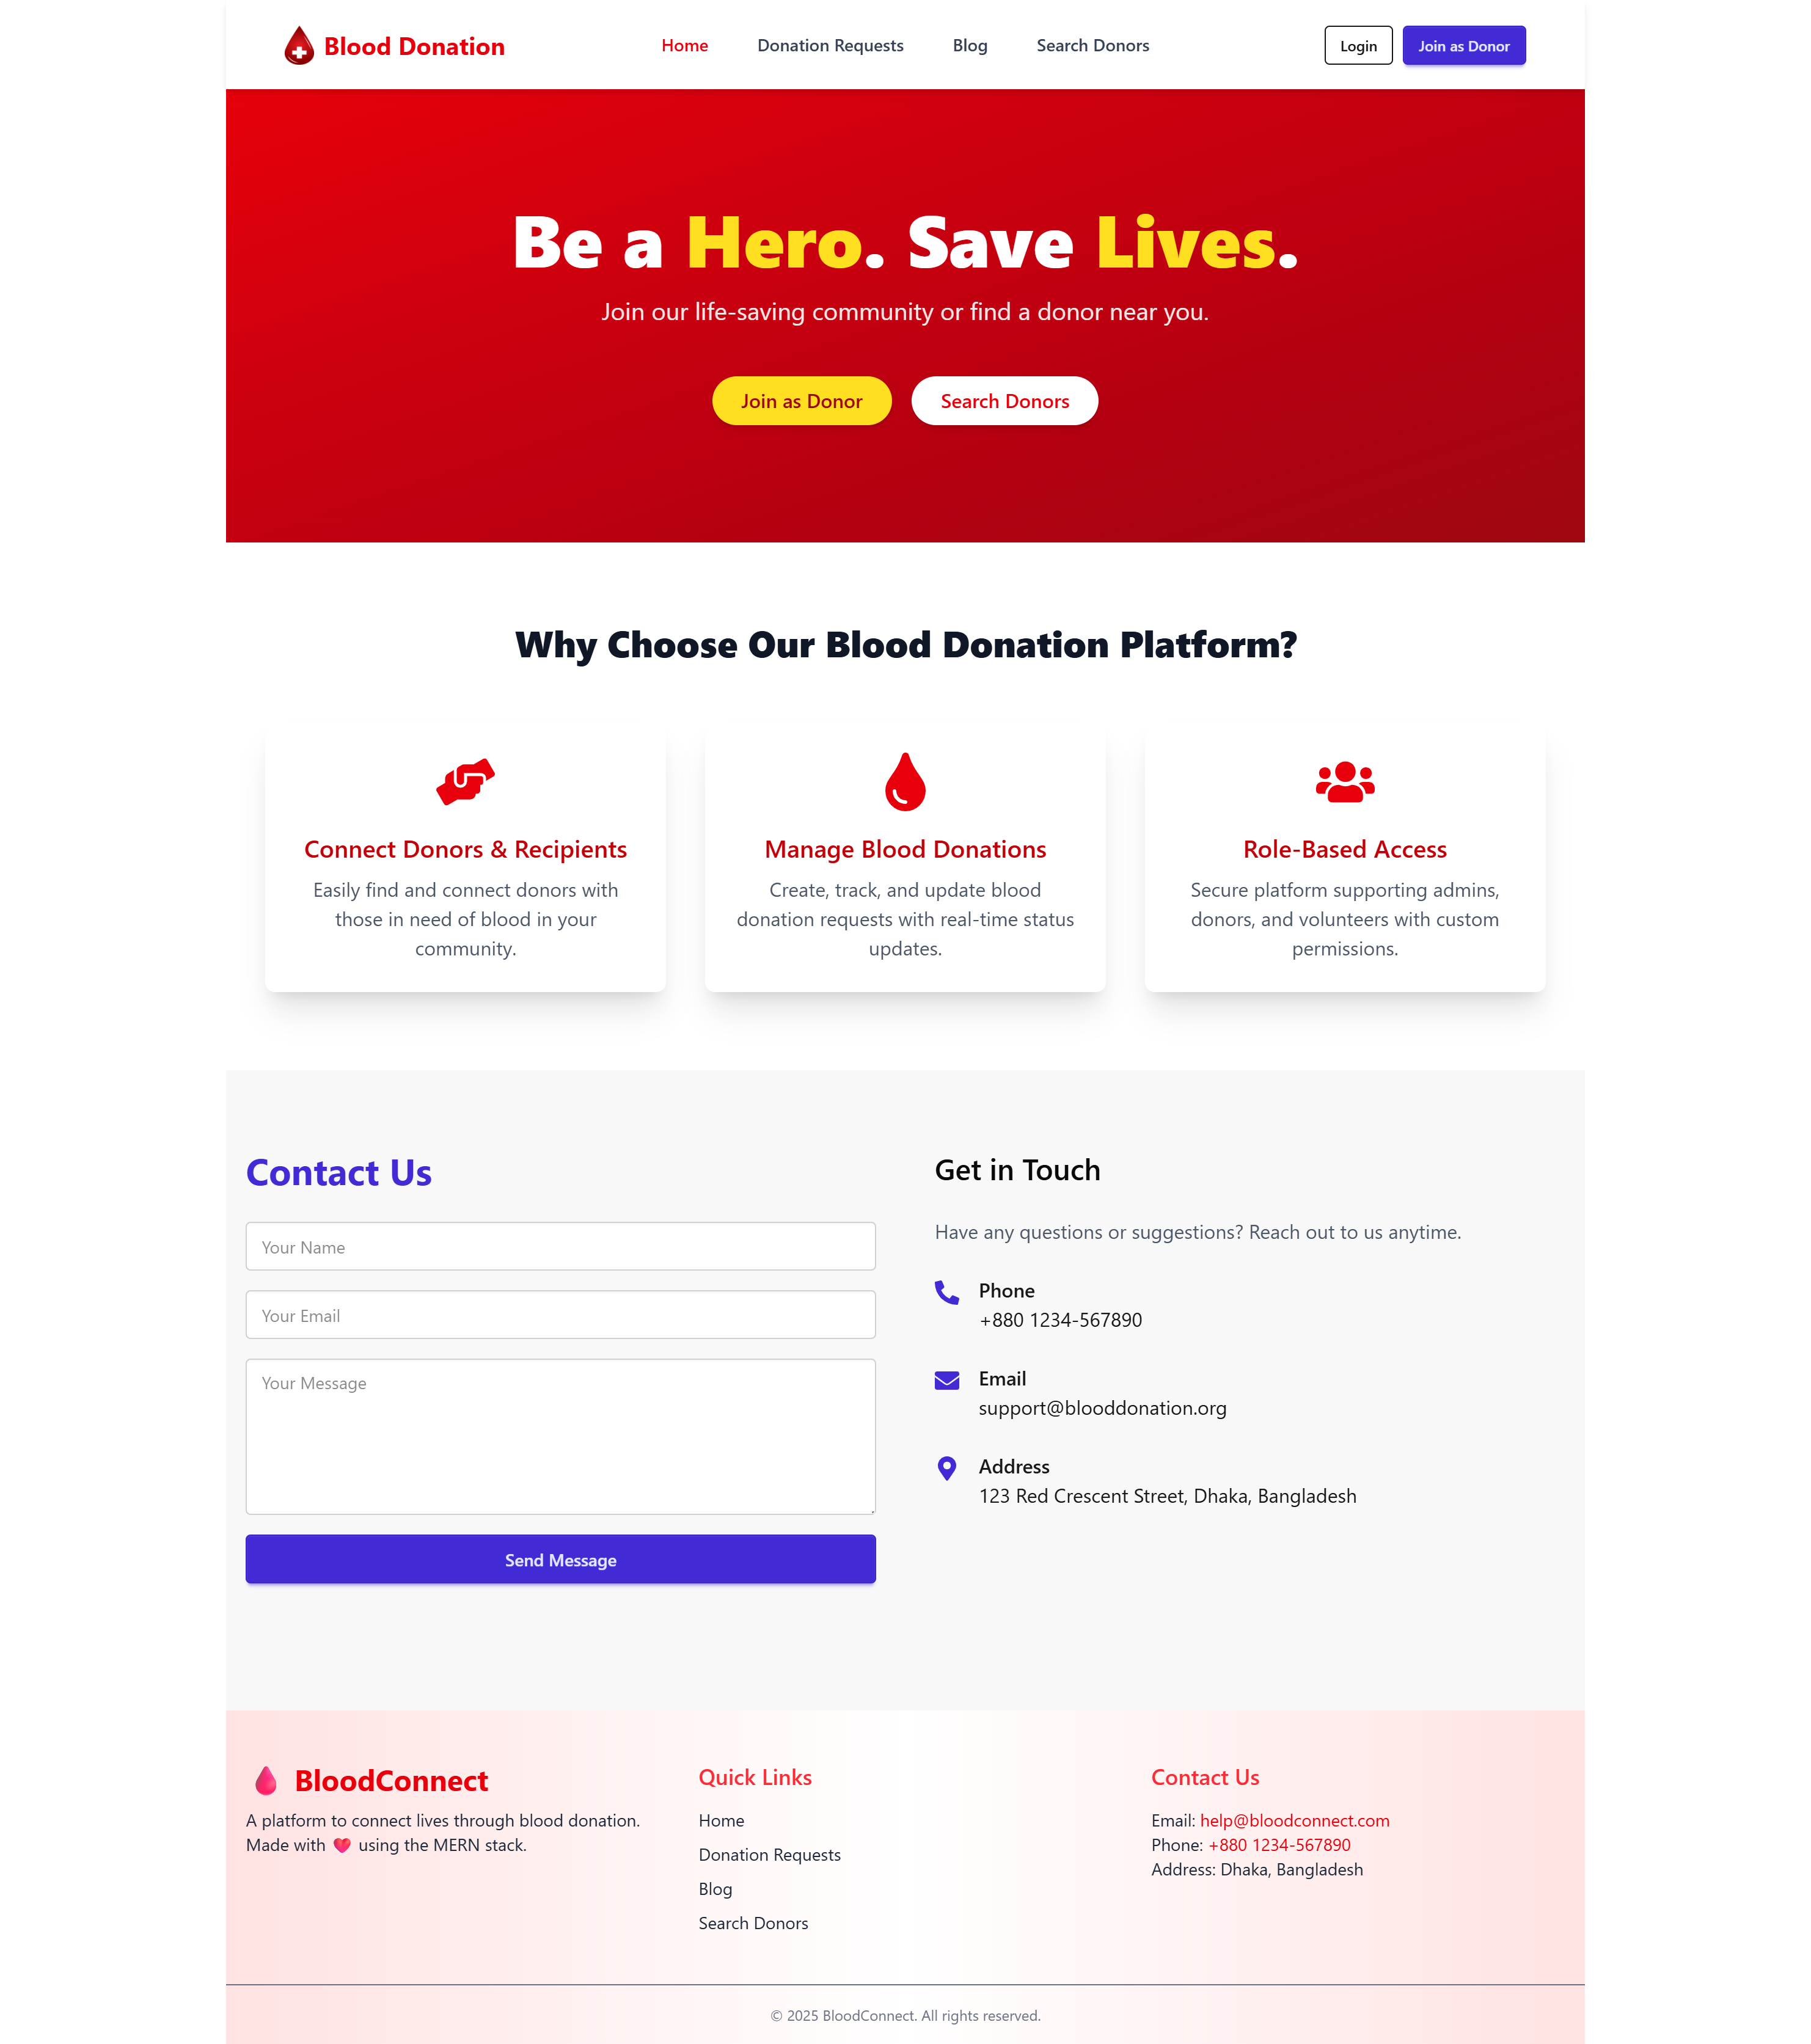 Blood Donation
Home
Donation Requests
Blog
Search Donors
Login
Join as Donor
Be a Hero. Save Lives.
Join our life-saving community or find a donor near you.
Join as Donor
Search Donors
Why Choose Our Blood Donation Platform?
Connect Donors & Recipients
Easily find and connect donors with
those in need of blood in your
community.
Manage Blood Donations
Create, track, and update blood
donation requests with real-time status
updates.
Role-Based Access
Secure platform supporting admins,
donors, and volunteers with custom
permissions.
Contact Us
Your Name
Your Email
Your Message
Send Message
Get in Touch
Have any questions or suggestions? Reach out to us anytime.
Phone
+880 1234-567890
Email
support@blooddonation.org
Address
123 Red Crescent Street, Dhaka, Bangladesh
BloodConnect
A platform to connect lives through blood donation.
Made with 💖 using the MERN stack.
Quick Links
Home
Donation Requests
Blog
Search Donors
Contact Us
Email: help@bloodconnect.com
Phone: +880 1234-567890
Address: Dhaka, Bangladesh
© 2025 BloodConnect. All rights reserved.